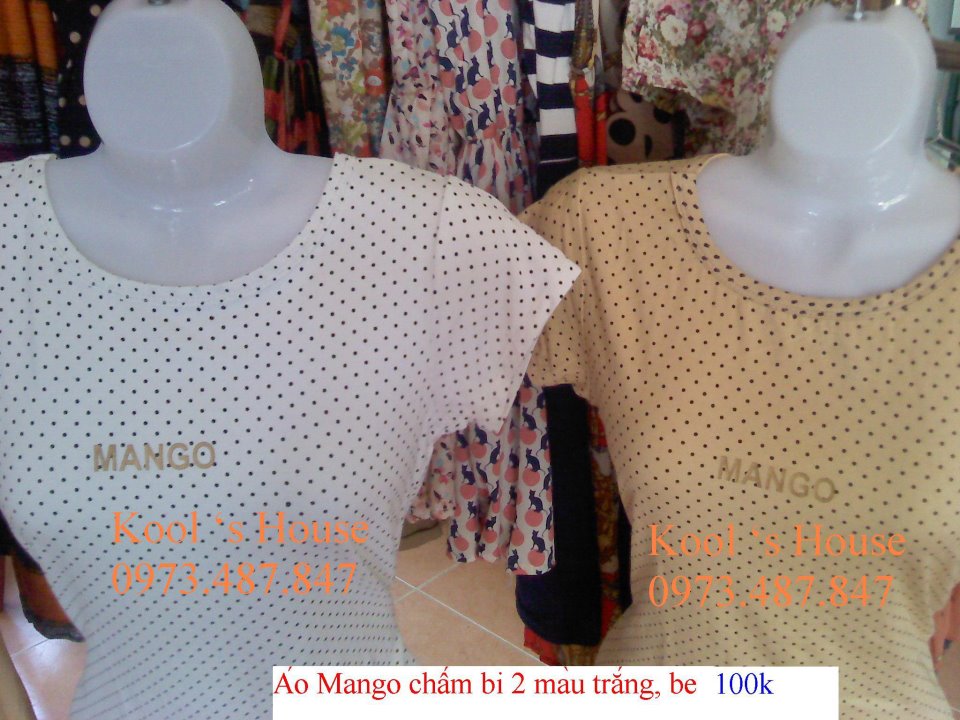 MANGO
MANGO
Kool ‘s House
0973.487.847
Kool ‘s House
0973.487.847
Áo Mango chấm bi 2 màu trắng, be 100k